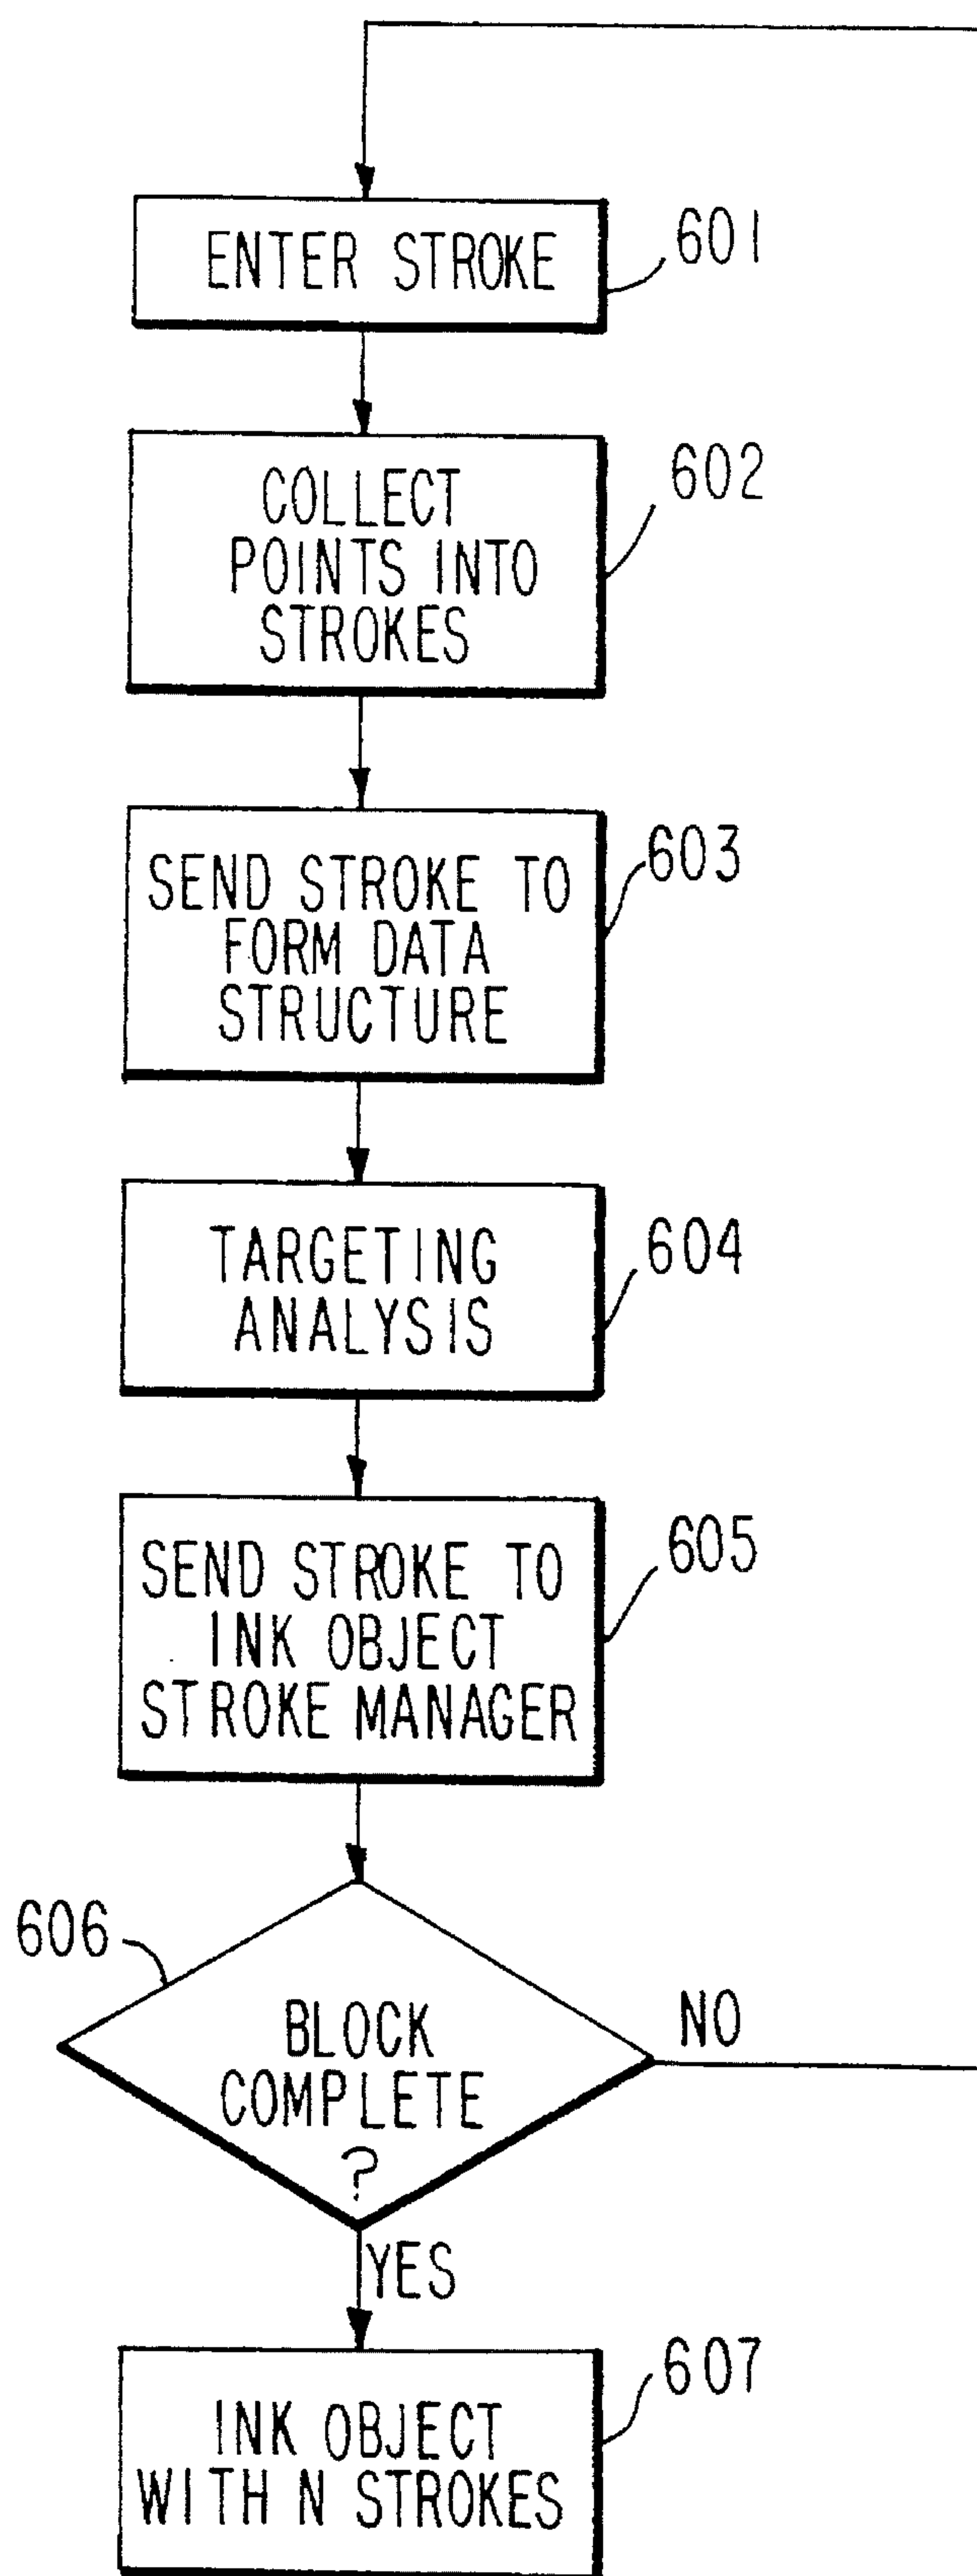 ENTER STROKE
601
COLLECT
POINTS INTO
STROKES
602
SEND STROKE TO
FORM DATA
STRUCTURE
603
TARGETING
ANALYSIS
604
SEND STROKE TO
INK OBJECT
STROKE MANAGER
605
606
BLOCK
COMPLETE
?
NO
YES
INK OBJECT
WITH N STROKES
607